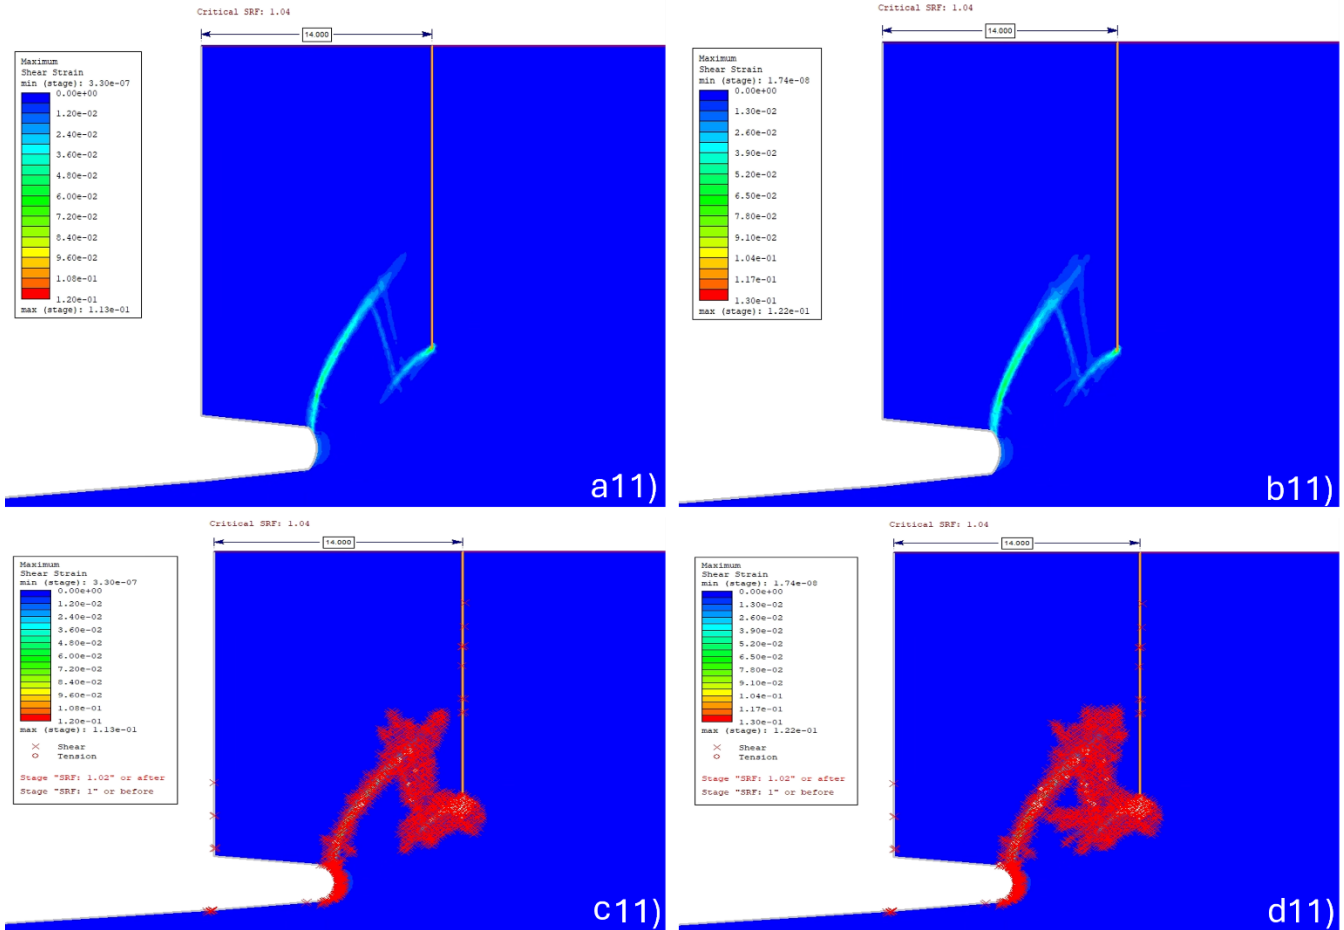 Critical SRF: 1.04
14.000
Maximum
Shear Strain
min (stage): 3.30e-07
0.00e+00
1.20e-02
2.40e-02
3.60e-02
4.80e-02
6.00e-02
7.20e-02
8.40e-02
9.60e-02
1.08e-01
1.20e-01
max (stage): 1.13e-01
a11)
Critical SRF: 1.04
14.000
Maximum
Shear Strain
min (stage): 1.74e-08
0.00e+00
1.30e-02
2.60e-02
3.90e-02
5.20e-02
6.50e-02
7.80e-02
9.10e-02
1.04e-01
1.17e-01
1.30e-01
max (stage): 1.22e-01
b11)
Critical SRF: 1.04
14.000
Maximum
Shear Strain
min (stage): 3.30e-07
0.00e+00
1.20e-02
2.40e-02
3.60e-02
4.80e-02
6.00e-02
7.20e-02
8.40e-02
9.60e-02
1.08e-01
1.20e-01
max (stage): 1.13e-01
Shear
Tension
Stage "SRF: 1.02" or after
Stage "SRF: 1" or before
c11)
Critical SRF: 1.04
14.000
Maximum
Shear Strain
min (stage): 1.74e-08
0.00e+00
1.30e-02
2.60e-02
3.90e-02
5.20e-02
6.50e-02
7.80e-02
9.10e-02
1.04e-01
1.17e-01
1.30e-01
max (stage): 1.22e-01
Shear
Tension
Stage "SRF: 1.02" or after
Stage "SRF: 1" or before
d11)